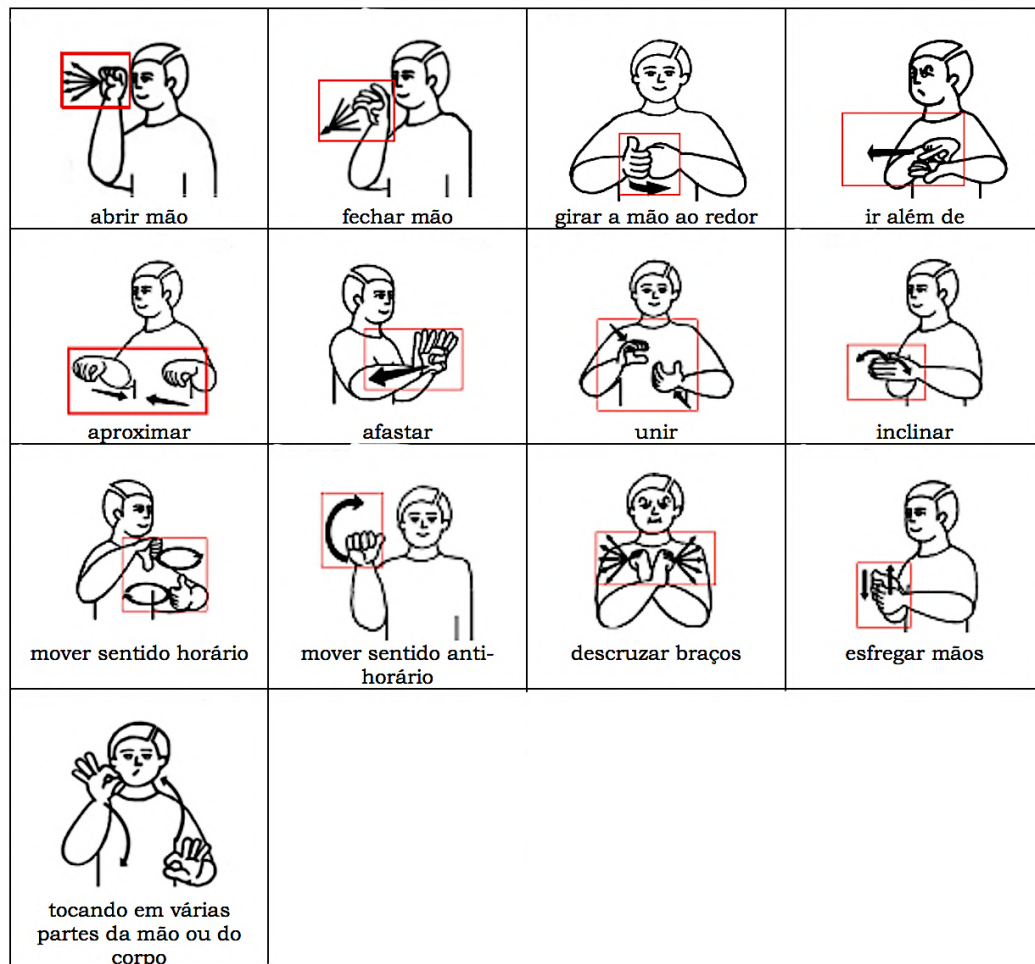 abrir mão
fechar mão
girar a mão ao redor
ir além de
aproximar
afastar
unir
inclinar
mover sentido horário
mover sentido anti-
horário
descruzar braços
esfregar mãos
tocando em várias
partes da mão ou do
corpo